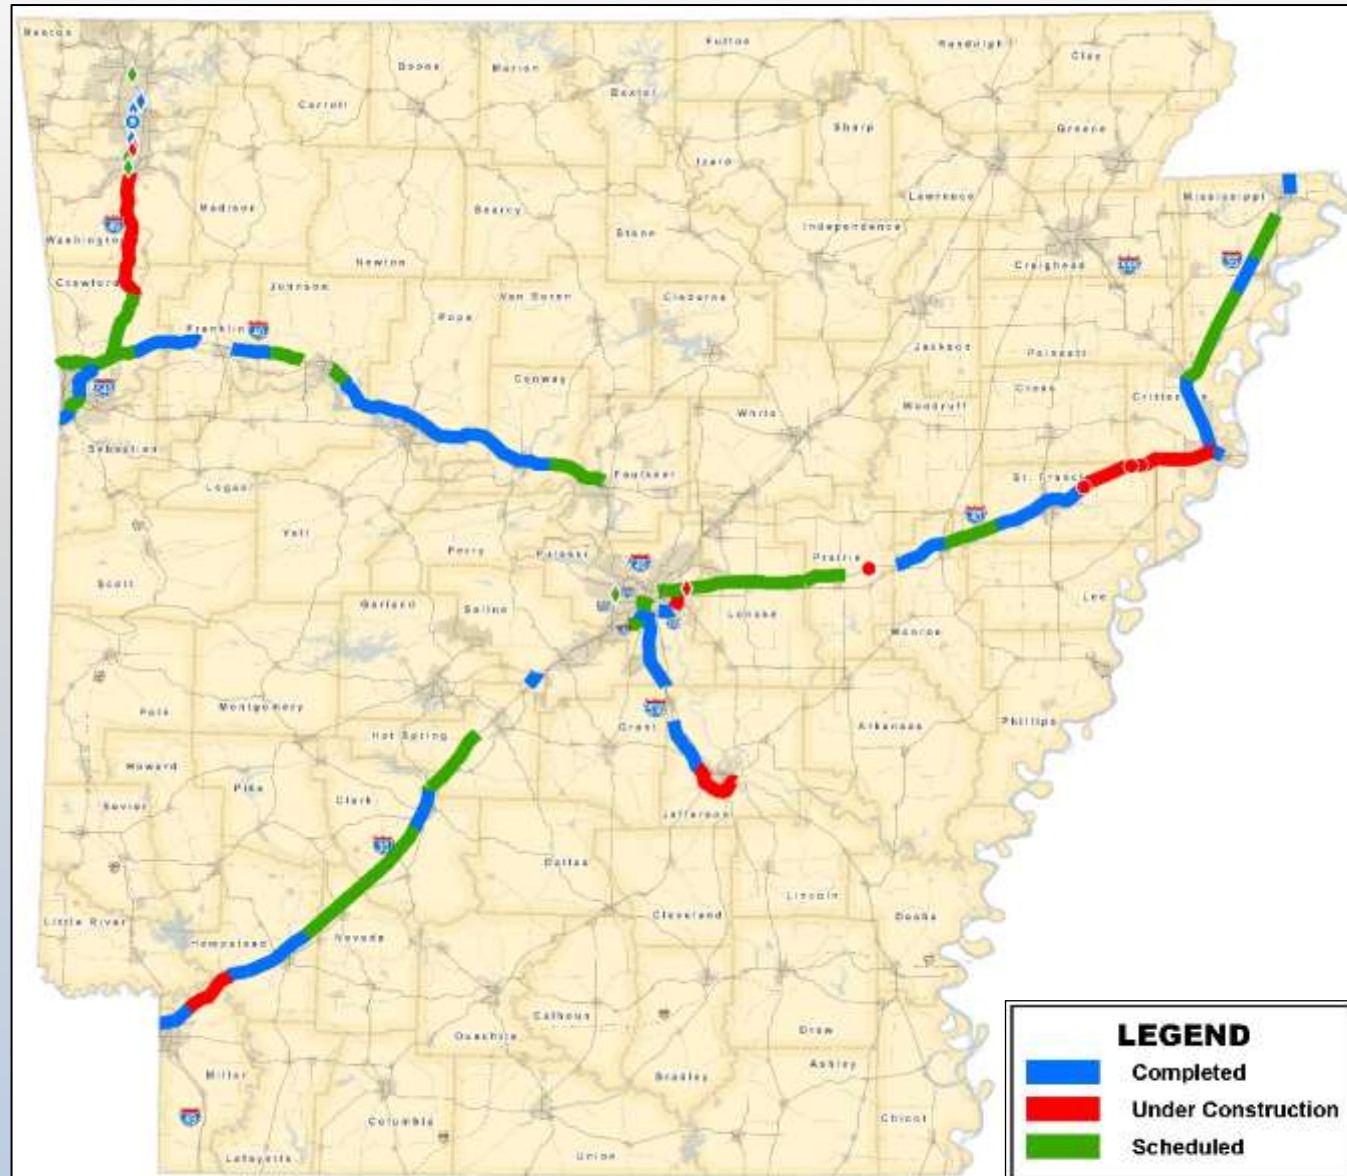 Benton
Boone
Marion
Fulton
Randolph
Clay
Carroll
Baxter
Sharp
Greene
Izard
Lawrence
Mississippi
Madison
Searcy
Stone
Independence
Washington
Newton
Craighead
Crawford
Johnson
Van Buren
Cleburne
Franklin
40
Pope
Jackson
Poinsett
Conway
Cross
White
Woodruff
Sebastian
Faulkner
Logan
Yell
Perry
Pulaski
Prairie
Scott
Garland
Saline
Lonoke
Lee
Monroe
Polk
Montgomery
Hot Spring
Grant
Arkansas
Phillips
Howard
Pike
Clark
Sevier
Jefferson
Dallas
Lincoln
Little River
Cleveland
Desha
Hempstead
Nevada
Calhoun
Ouachita
Drew
Miller
Bradley
Ashley
Columbia
Chicot
Lafayette
Union
LEGEND
Completed
Under Construction
Scheduled